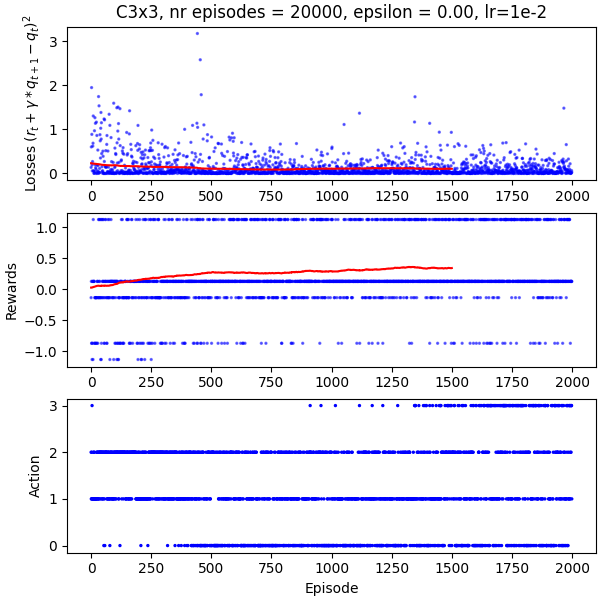 C3x3, nr episodes = 20000, epsilon = 0.00, lr=1e-2
Losses (r_t + γ * q_{t+1} − q_t)^2
3
2
1
0
0 250 500 750 1000 1250 1500 1750 2000
Rewards
1.0
0.5
0.0
−0.5
−1.0
0 250 500 750 1000 1250 1500 1750 2000
Action
3
2
1
0
0 250 500 750 1000 1250 1500 1750 2000
Episode